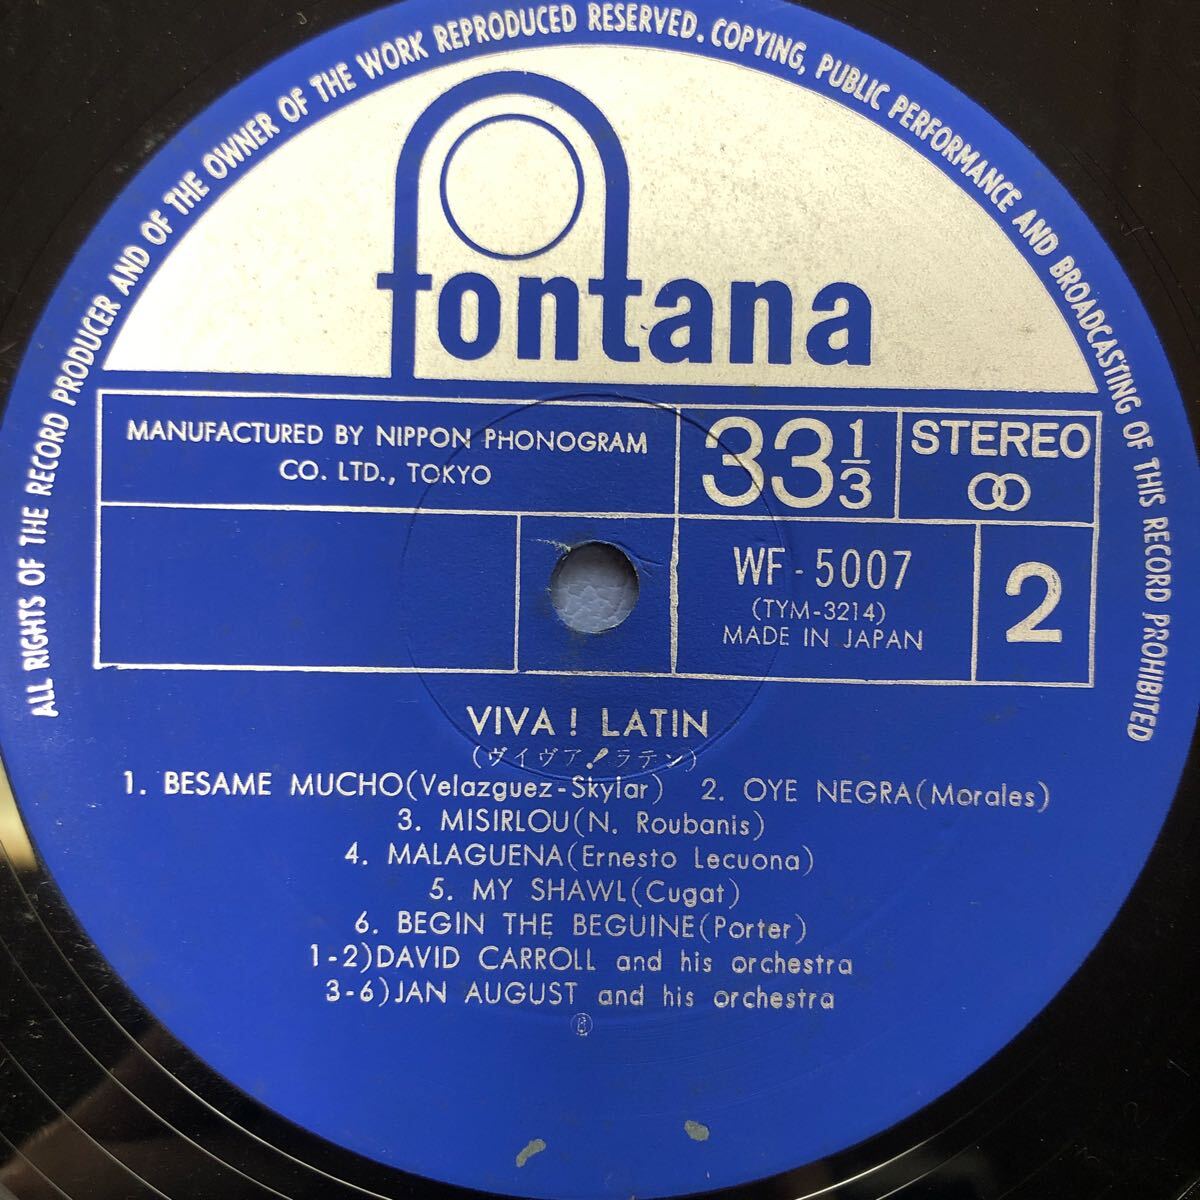 ALL RIGHTS OF THE RECORD PRODUCER AND OF THE OWNER OF THE WORK REPRODUCED RESERVED. COPYING, PUBLIC PERFORMANCE AND BROADCASTING OF THIS RECORD PROHIBITED
fontana
MANUFACTURED BY NIPPON PHONOGRAM
CO. LTD., TOKYO
33 1/3
STEREO
WF-5007
(TYM-3214)
MADE IN JAPAN
2
VIVA! LATIN
(ヴィヴァ!ラテン)
1. BESAME MUCHO(Velazguez-Skylar) 2. OYE NEGRA(Morales)
3. MISIRLOU(N. Roubanis)
4. MALAGUENA(Ernesto Lecuona)
5. MY SHAWL(Cugat)
6. BEGIN THE BEGUINE(Porter)
1-2)DAVID CARROLL and his orchestra
3-6)JAN AUGUST and his orchestra